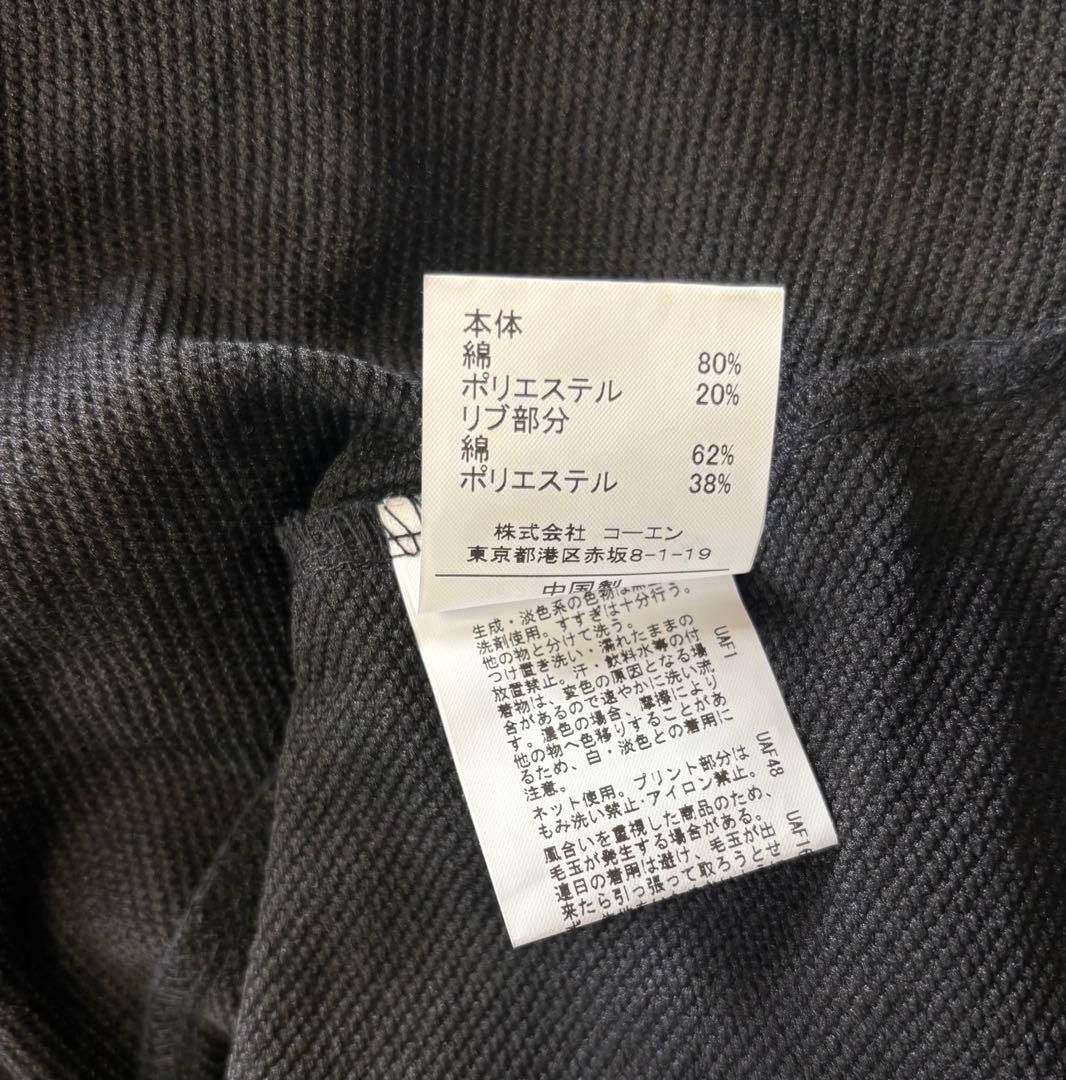 本体
綿 80%
ポリエステル 20%
リブ部分
綿 62%
ポリエステル 38%
株式会社 コーエン
東京都港区赤坂8-1-19
中国製
生成・淡色系の色物は
洗剤使用。すすぎは十分行う。
他の物と分けて洗う。
つけ置き洗い・濡れたままの
放置禁止。汗・飲料水等の付
着物は、変色の原因となる場
合があるので速やかに洗い流
す。濃色の場合、摩擦により
他の物へ色移りすることがあ
るため、白・淡色との着用に
注意。
UAF1
ネット使用。プリント部分は
もみ洗い禁止・アイロン禁止。
UAF48
風合いを重視した商品のため、
毛玉が発生する場合がある。
連日の着用は避け、毛玉が出
来たら引っ張って取ろうとせ
UAF1